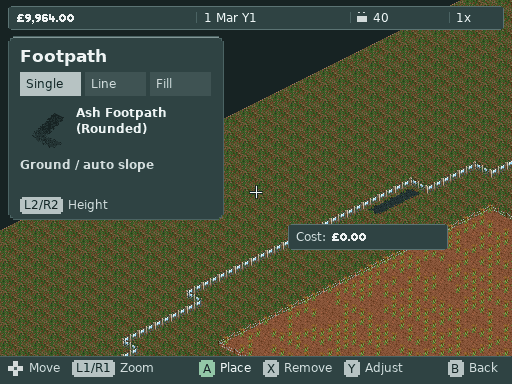 £9,964.00 1 Mar Y1 40 1x
Footpath
Single Line Fill
Ash Footpath
(Rounded)
Ground / auto slope
L2/R2 Height
Cost: £0.00
Move L1/R1 Zoom A Place X Remove Y Adjust B Back